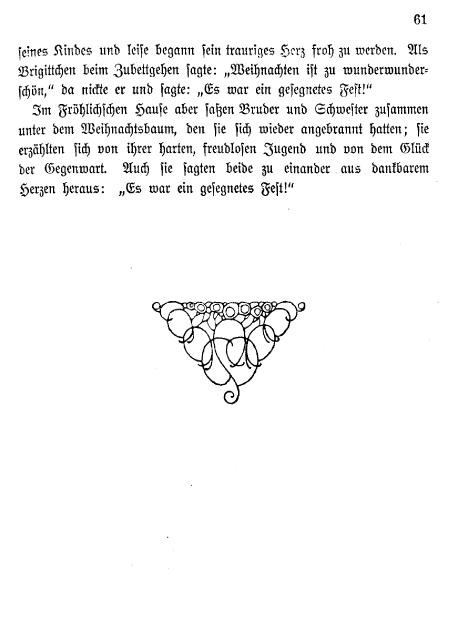 61
seines Kindes und leise begann sein trauriges Herz froh zu werden. Als
Brigittchen beim Zubettgehen sagte: „Weihnachten ist zu wunderwunder-
schön,“ da nickte er und sagte: „Es war ein gesegnetes Fest!“
Im Fröhlichschen Hause aber saßen Bruder und Schwester zusammen
unter dem Weihnachtsbaum, den sie sich wieder angebrannt hatten; sie
erzählten sich von ihrer harten, freudlosen Jugend und von dem Glück
der Gegenwart. Auch sie sagten beide zu einander aus dankbarem
Herzen heraus: „Es war ein gesegnetes Fest!“